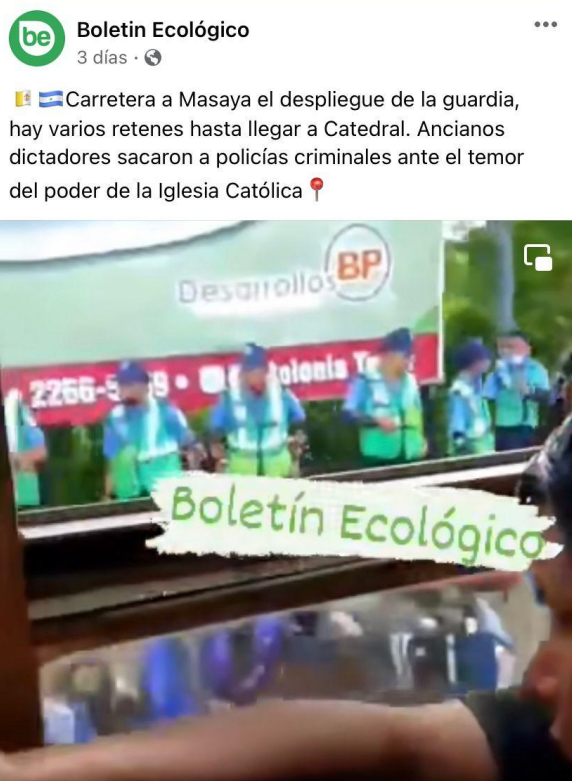 be
Boletin Ecológico
3 días ·
🇻🇦 🇳🇮Carretera a Masaya el despliegue de la guardia,
hay varios retenes hasta llegar a Catedral. Ancianos
dictadores sacaron a policías criminales ante el temor
del poder de la Iglesia Católica📍
Desarrollos BP
2266-
Boletín Ecológico